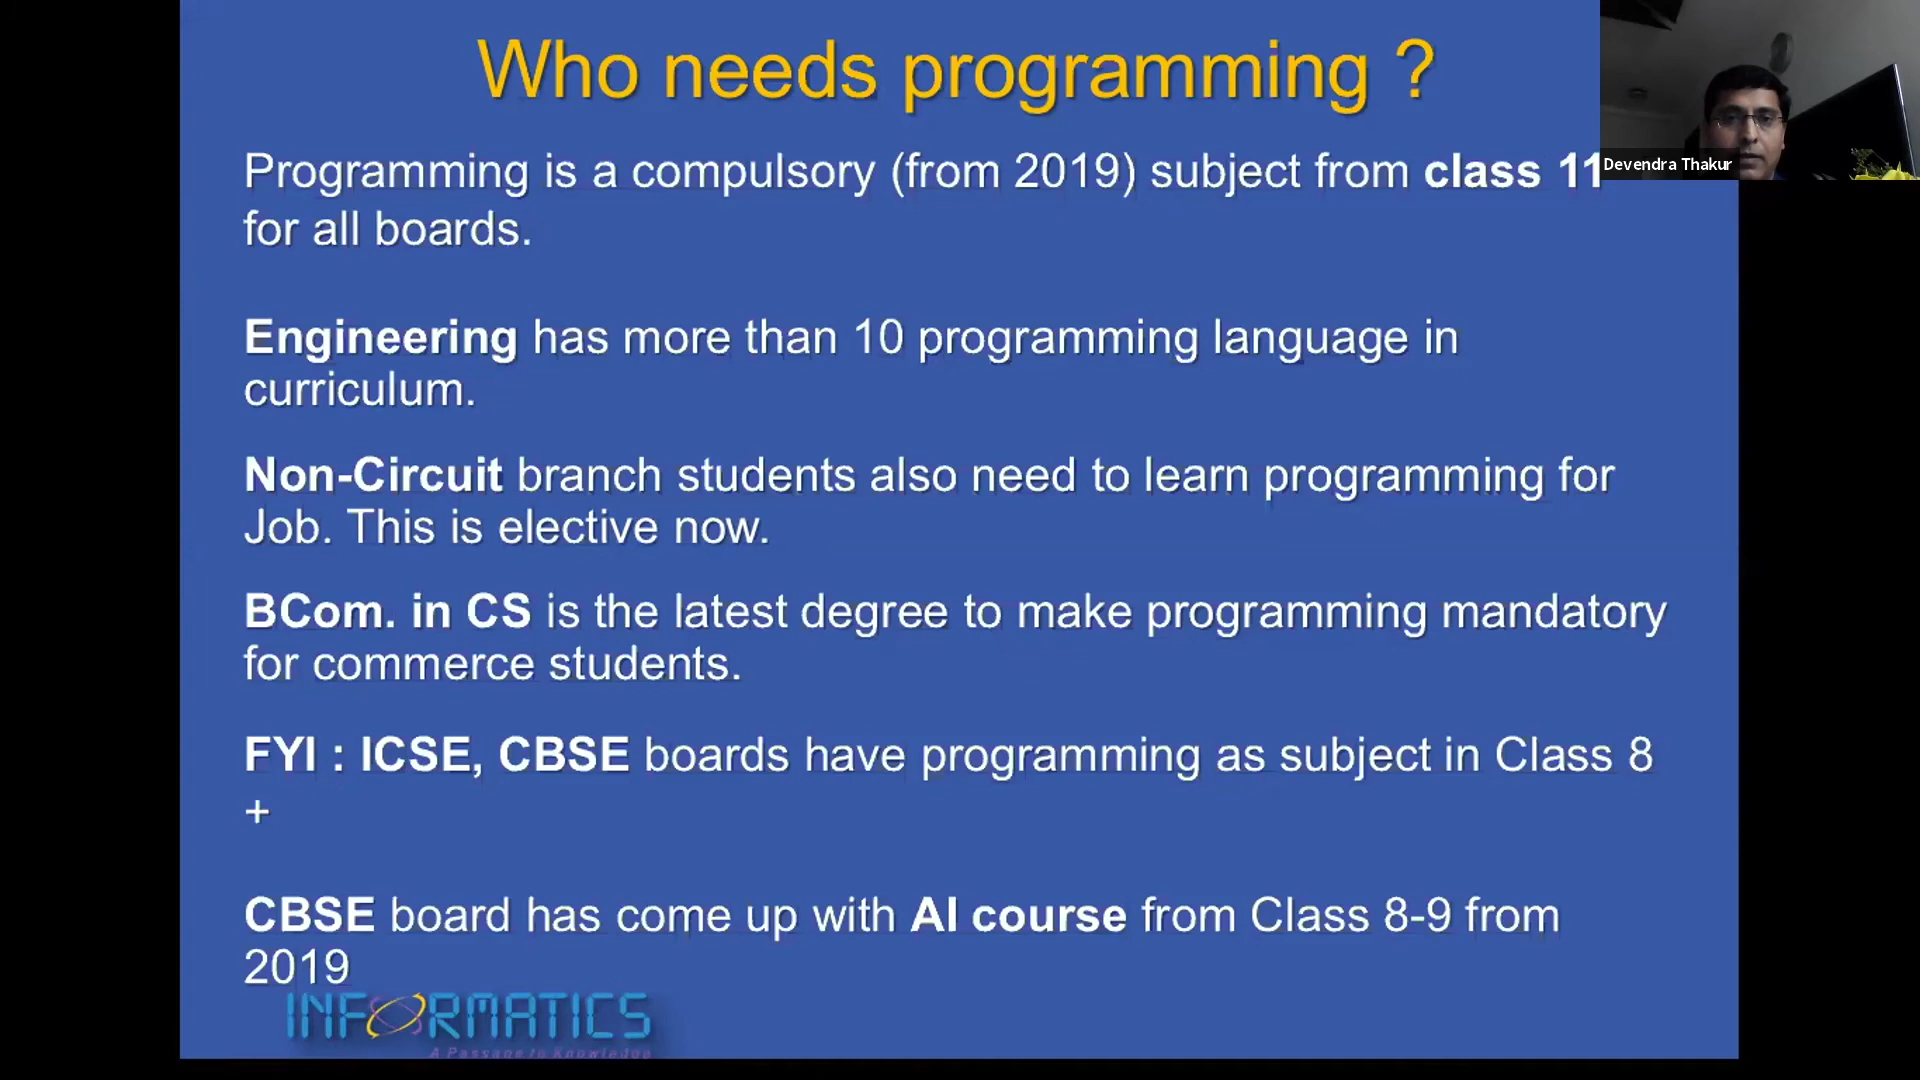 Who needs programming ?
Programming is a compulsory (from 2019) subject from class 11
Devendra Thakur
for all boards.
Engineering has more than 10 programming language in
curriculum.
Non-Circuit branch students also need to learn programming for
Job. This is elective now.
BCom. in CS is the latest degree to make programming mandatory
for commerce students.
FYI : ICSE, CBSE boards have programming as subject in Class 8
+
CBSE board has come up with AI course from Class 8-9 from
2019
INFORMATICS
A Passage to Knowledge